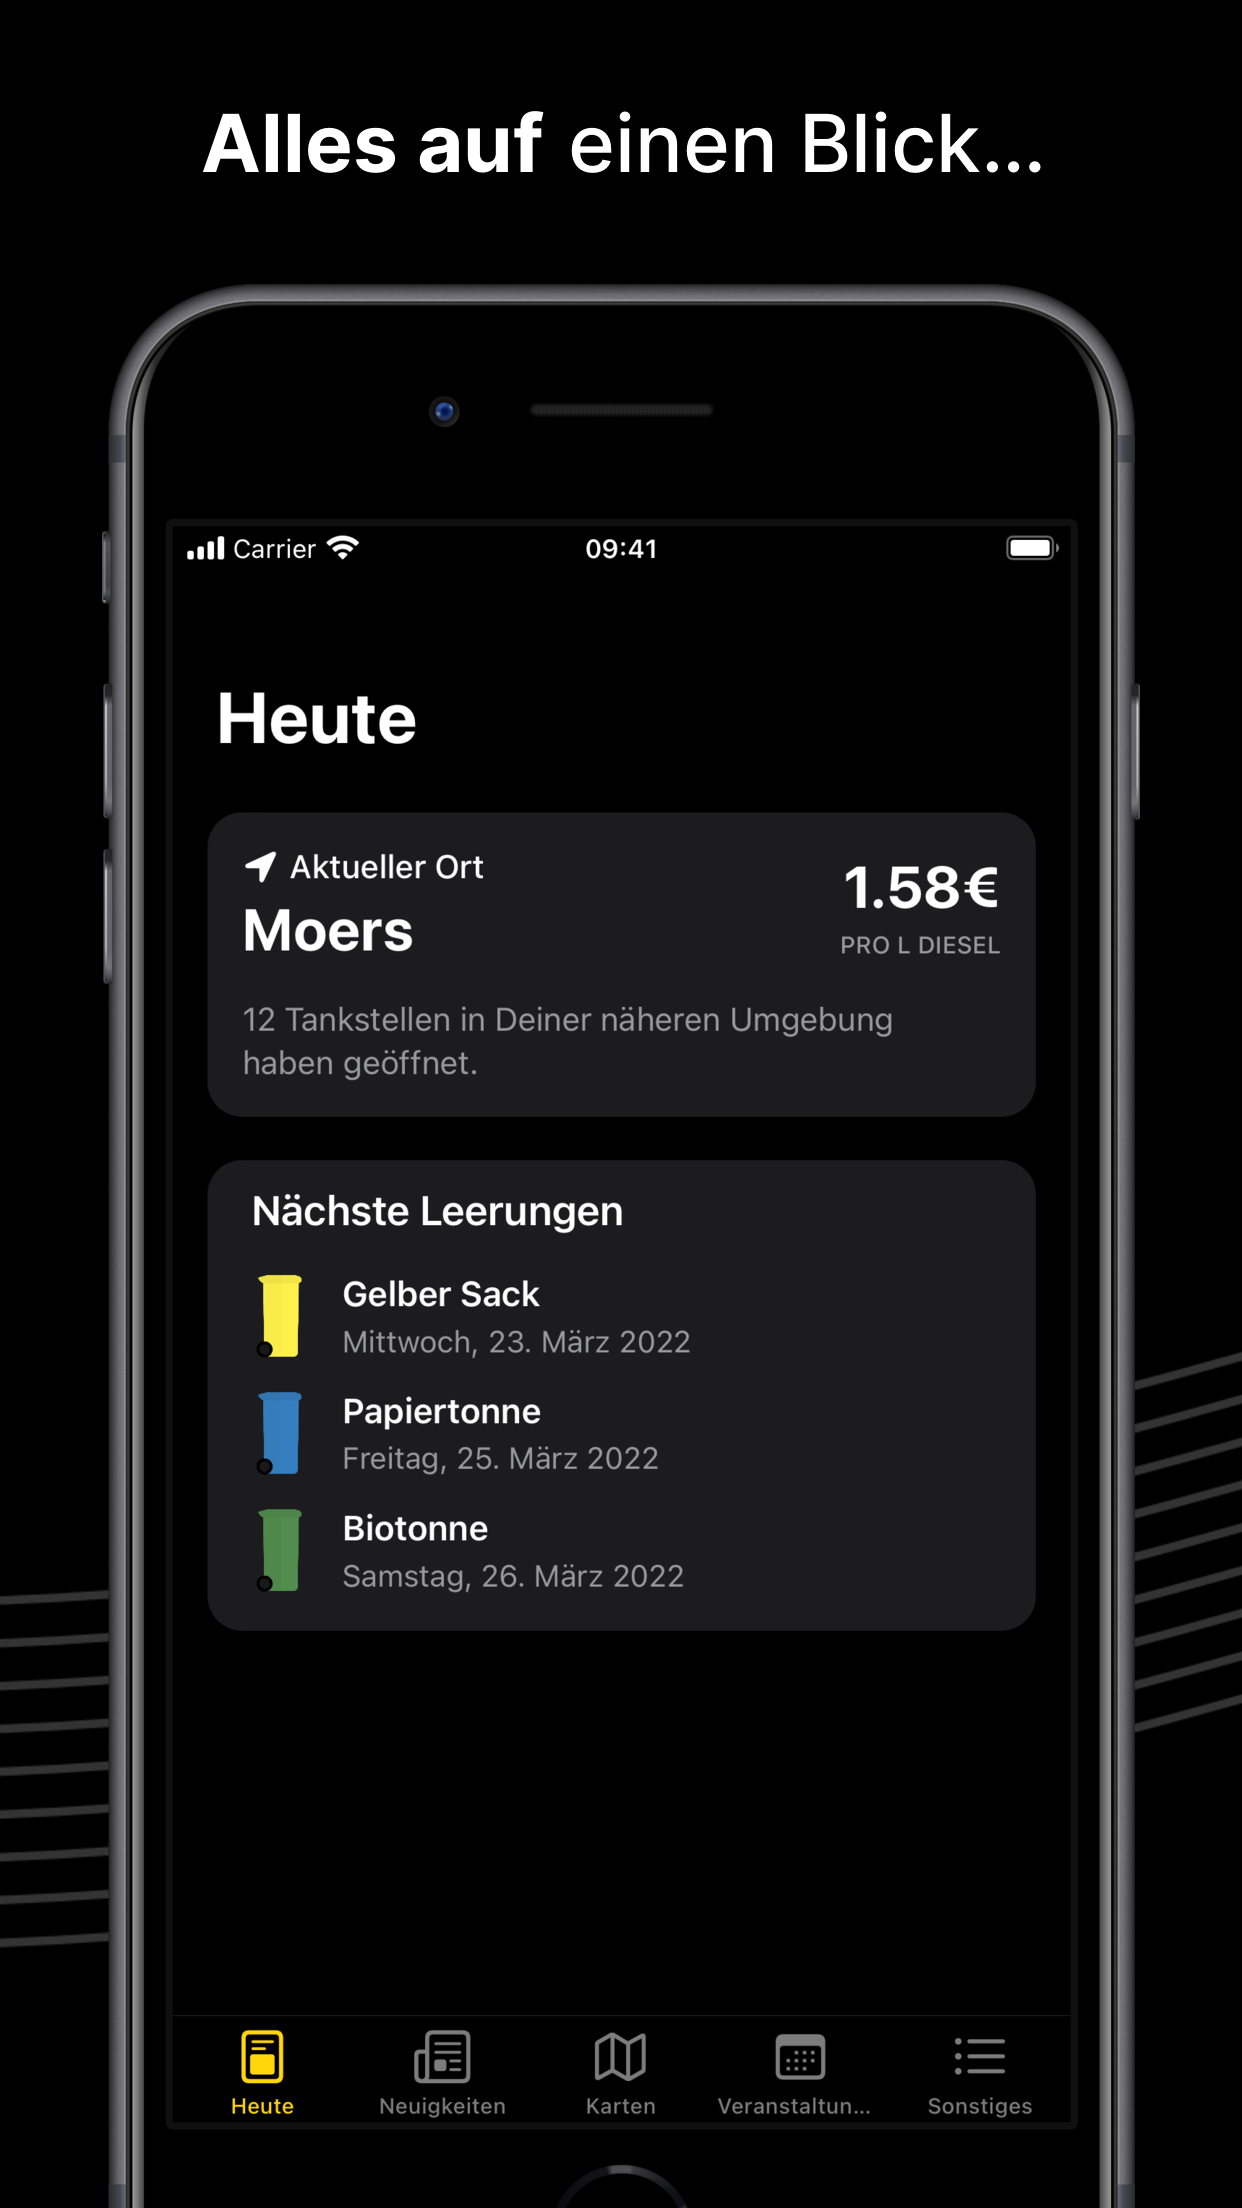 Alles auf einen Blick...
Carrier
09:41
Heute
Aktueller Ort
Moers
1.58€
PRO L DIESEL
12 Tankstellen in Deiner näheren Umgebung
haben geöffnet.
Nächste Leerungen
Gelber Sack
Mittwoch, 23. März 2022
Papiertonne
Freitag, 25. März 2022
Biotonne
Samstag, 26. März 2022
Heute
Neuigkeiten
Karten
Veranstaltun...
Sonstiges